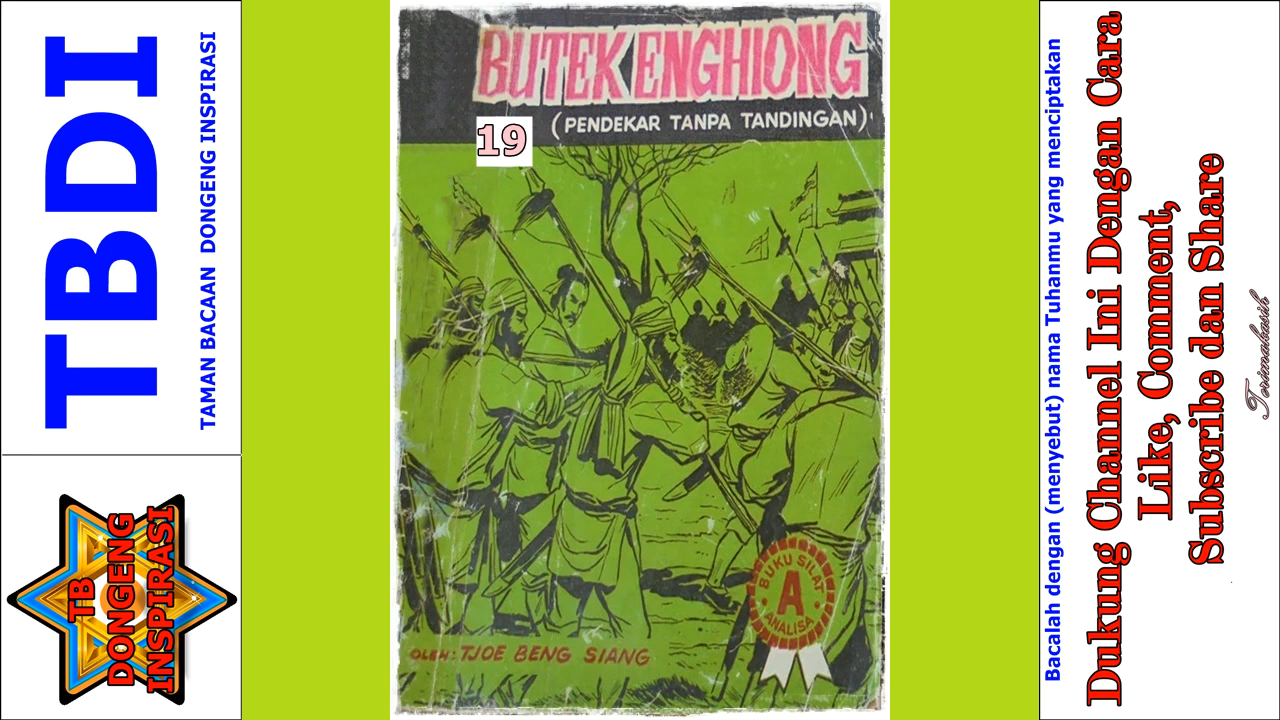 TBDI
TAMAN BACAAN DONGENG INSPIRASI
TB
DONGENG
INSPIRASI
BUTEK ENGHIONG
(PENDEKAR TANPA TANDINGAN)
19
BUKU SILAT
A
ANALISA
OLEH: TJOE BENG SIANG
Bacalah dengan (menyebut) nama Tuhanmu yang menciptakan
Dukung Channel Ini Dengan Cara
Like, Comment,
Subscribe dan Share
Terimakasih